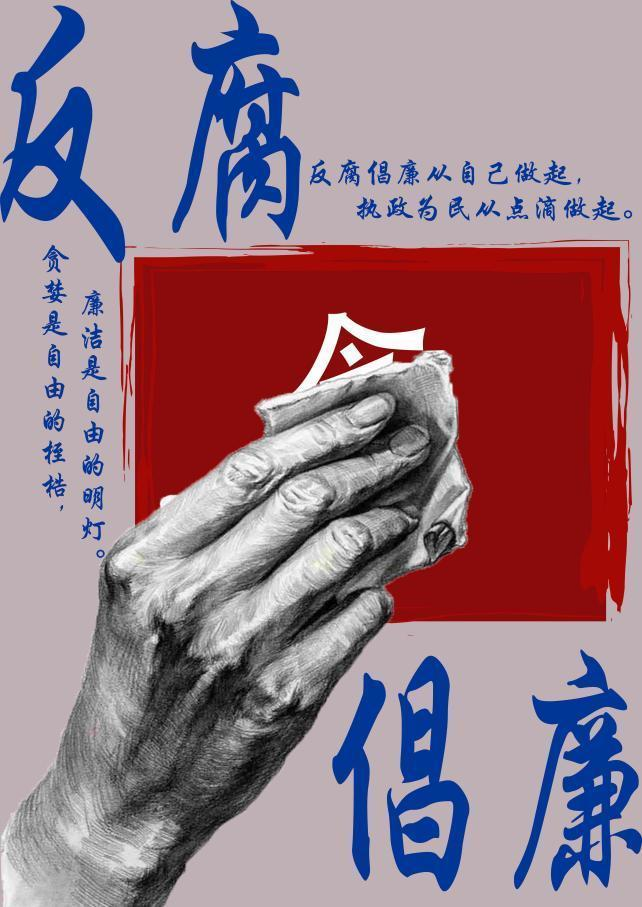 反腐
反腐倡廉从自己做起，
执政为民从点滴做起。
贪婪是自由的桎梏，
廉洁是自由的明灯。
倡廉